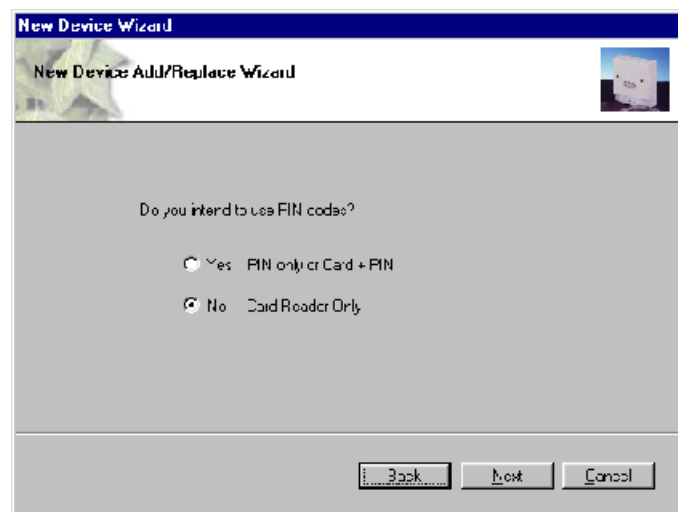 New Device Wizard
New Device Add/Replace Wizard
Do you intend to use PIN codes?
Yes PIN only or Card + PIN
No Card Reader Only
Back Next Cancel